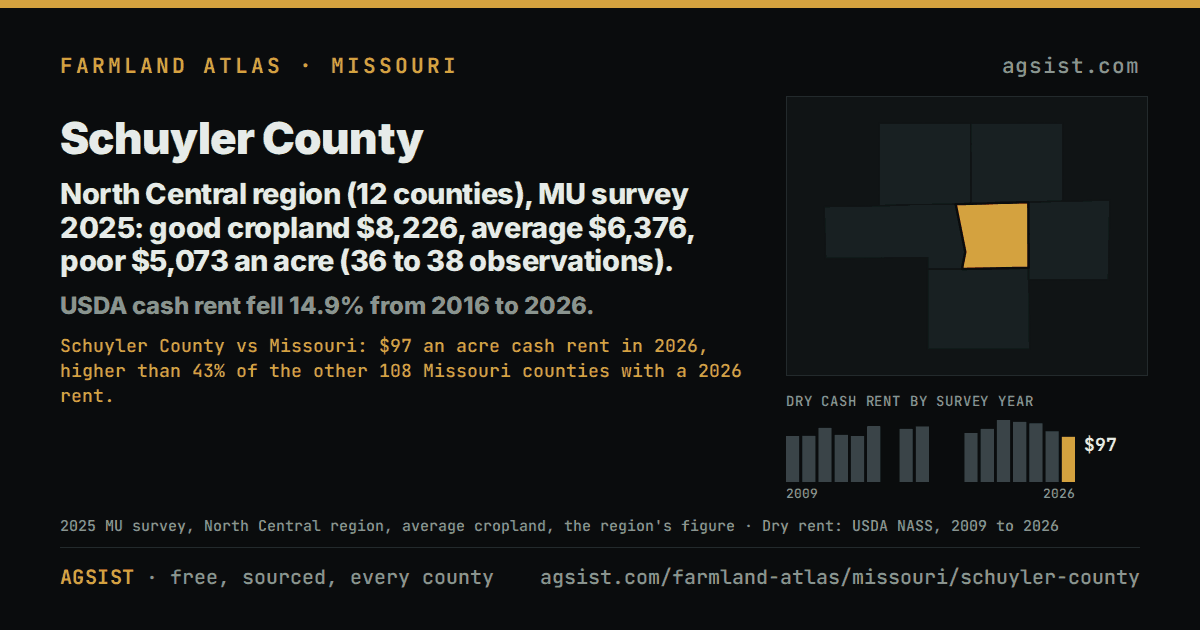 FARMLAND ATLAS · MISSOURI
agsist.com
Schuyler County
North Central region (12 counties), MU survey
2025: good cropland $8,226, average $6,376,
poor $5,073 an acre (36 to 38 observations).
USDA cash rent fell 14.9% from 2016 to 2026.
Schuyler County vs Missouri: $97 an acre cash rent in 2026,
higher than 43% of the other 108 Missouri counties with a 2026
rent.
DRY CASH RENT BY SURVEY YEAR
$97
2009
2026
2025 MU survey, North Central region, average cropland, the region's figure · Dry rent: USDA NASS, 2009 to 2026
AGSIST · free, sourced, every county
agsist.com/farmland-atlas/missouri/schuyler-county